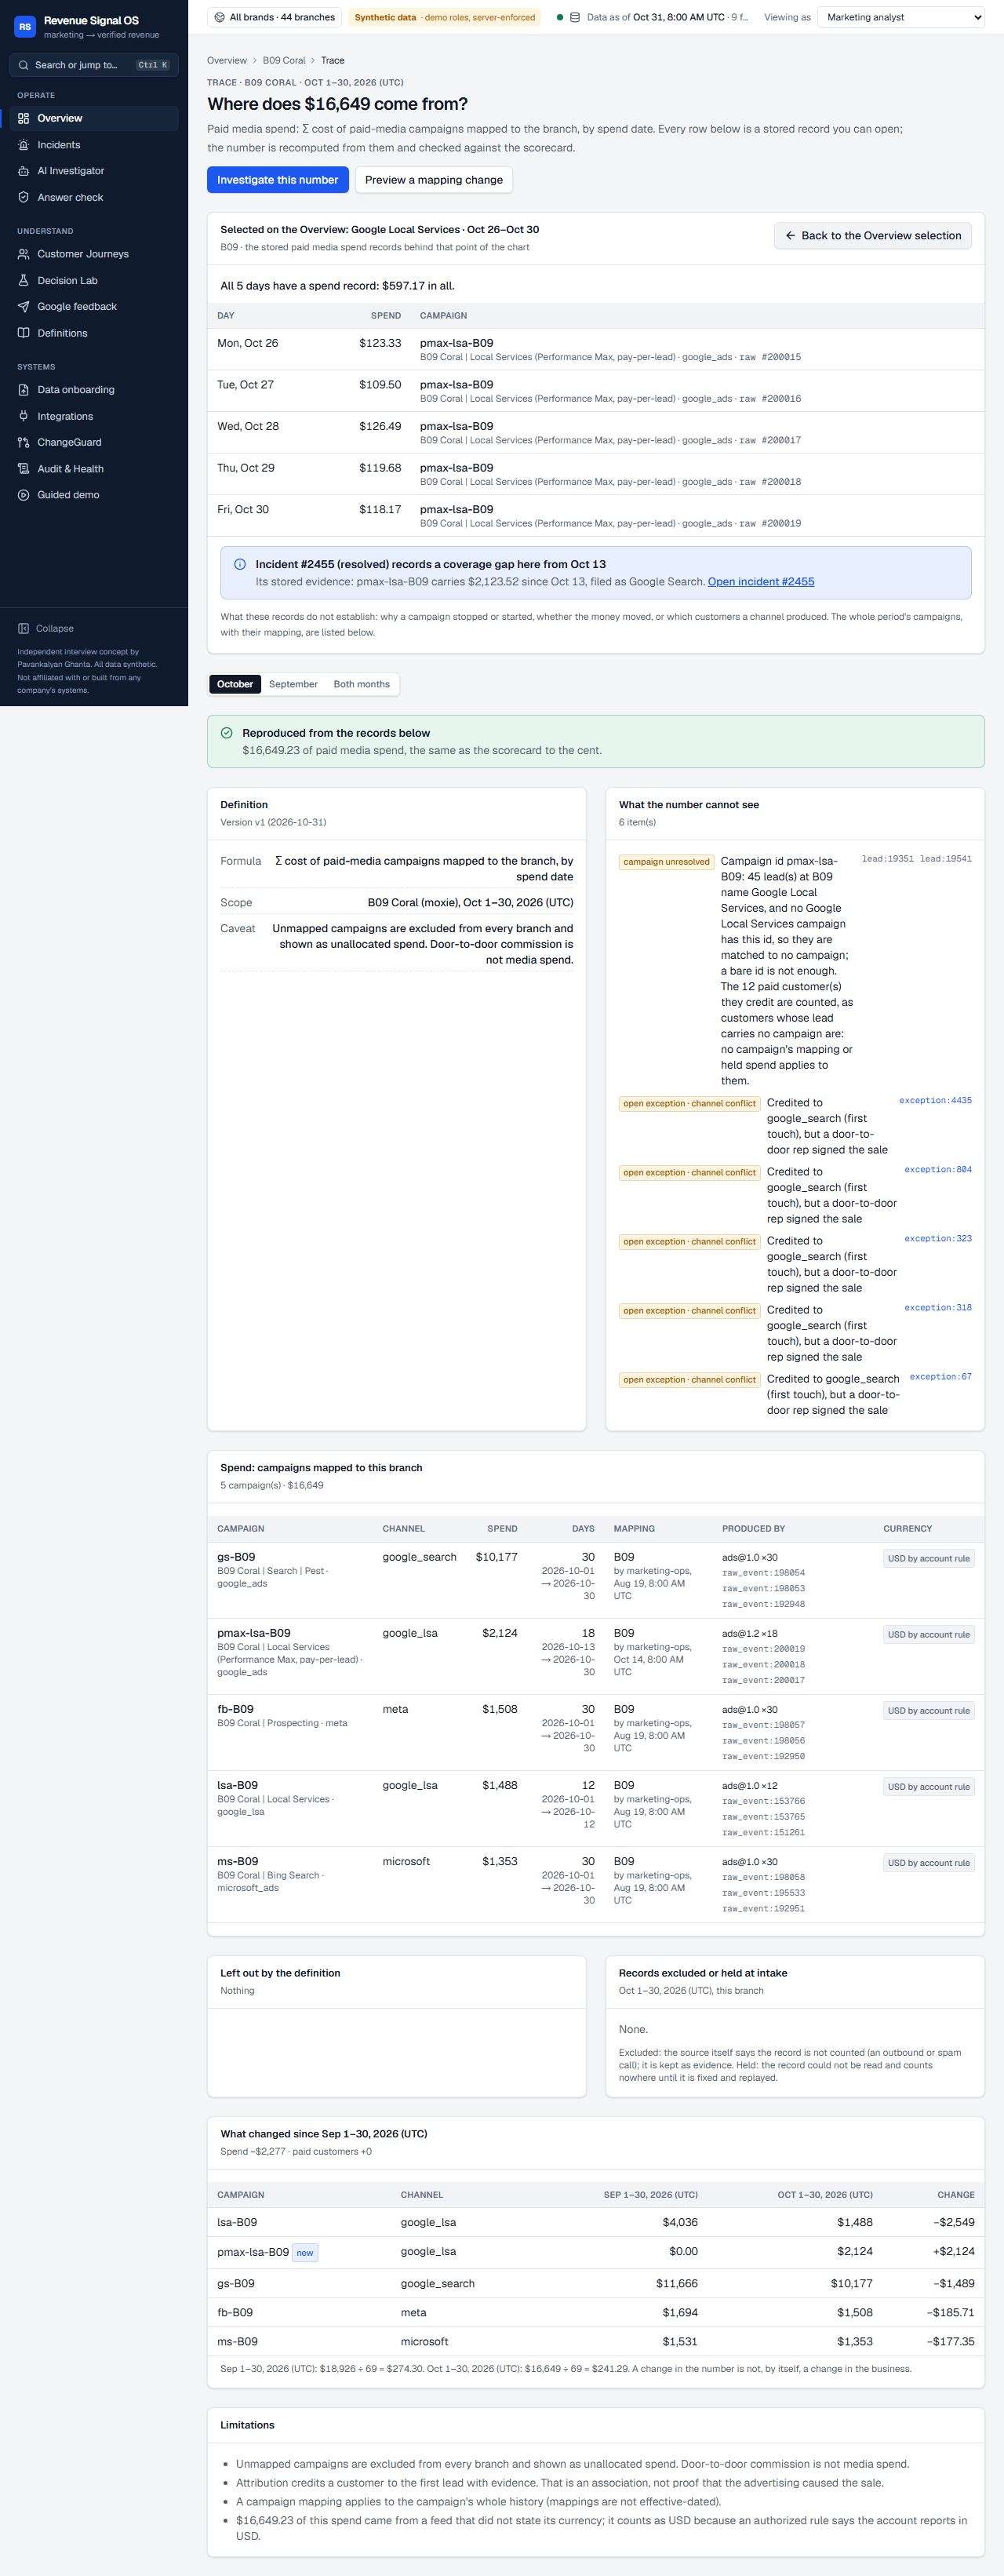 RS
Revenue Signal OS
marketing → verified revenue
Search or jump to…
Ctrl K
OPERATE
Overview
Incidents
AI Investigator
Answer check
UNDERSTAND
Customer Journeys
Decision Lab
Google feedback
Definitions
SYSTEMS
Data onboarding
Integrations
ChangeGuard
Audit & Health
Guided demo
Collapse
Independent interview concept by
Pavankalyan Ghanta. All data synthetic.
Not affiliated with or built from any
company's systems.
All brands · 44 branches
Synthetic data · demo roles, server-enforced
Data as of Oct 31, 8:00 AM UTC · 9 f…
Viewing as
Marketing analyst
Overview > B09 Coral > Trace
TRACE · B09 CORAL · OCT 1–30, 2026 (UTC)
Where does $16,649 come from?
Paid media spend: Σ cost of paid-media campaigns mapped to the branch, by spend date. Every row below is a stored record you can open;
the number is recomputed from them and checked against the scorecard.
Investigate this number
Preview a mapping change
Selected on the Overview: Google Local Services · Oct 26–Oct 30
B09 · the stored paid media spend records behind that point of the chart
← Back to the Overview selection
All 5 days have a spend record: $597.17 in all.
DAY SPEND CAMPAIGN
Mon, Oct 26 $123.33 pmax-lsa-B09
B09 Coral | Local Services (Performance Max, pay-per-lead) · google_ads · raw #200015
Tue, Oct 27 $109.50 pmax-lsa-B09
B09 Coral | Local Services (Performance Max, pay-per-lead) · google_ads · raw #200016
Wed, Oct 28 $126.49 pmax-lsa-B09
B09 Coral | Local Services (Performance Max, pay-per-lead) · google_ads · raw #200017
Thu, Oct 29 $119.68 pmax-lsa-B09
B09 Coral | Local Services (Performance Max, pay-per-lead) · google_ads · raw #200018
Fri, Oct 30 $118.17 pmax-lsa-B09
B09 Coral | Local Services (Performance Max, pay-per-lead) · google_ads · raw #200019
Incident #2455 (resolved) records a coverage gap here from Oct 13
Its stored evidence: pmax-lsa-B09 carries $2,123.52 since Oct 13, filed as Google Search. Open incident #2455
What these records do not establish: why a campaign stopped or started, whether the money moved, or which customers a channel produced. The whole period's campaigns,
with their mapping, are listed below.
October
September
Both months
Reproduced from the records below
$16,649.23 of paid media spend, the same as the scorecard to the cent.
Definition
Version v1 (2026-10-31)
Formula Σ cost of paid-media campaigns mapped to the branch, by
spend date
Scope B09 Coral (moxie), Oct 1–30, 2026 (UTC)
Caveat Unmapped campaigns are excluded from every branch and
shown as unallocated spend. Door-to-door commission is
not media spend.
What the number cannot see
6 item(s)
campaign unresolved Campaign id pmax-lsa- lead:19351 lead:19541
B09: 45 lead(s) at B09
name Google Local
Services, and no Google
Local Services campaign
has this id, so they are
matched to no campaign;
a bare id is not enough.
The 12 paid customer(s)
they credit are counted, as
customers whose lead
carries no campaign are:
no campaign's mapping or
held spend applies to
them.
open exception · channel conflict Credited to exception:4435
google_search (first
touch), but a door-to-
door rep signed the sale
open exception · channel conflict Credited to exception:804
google_search (first
touch), but a door-to-door
rep signed the sale
open exception · channel conflict Credited to exception:323
google_search (first
touch), but a door-to-door
rep signed the sale
open exception · channel conflict Credited to exception:318
google_search (first
touch), but a door-to-door
rep signed the sale
open exception · channel conflict Credited to google_search exception:67
(first touch), but a door-to-
door rep signed the sale
Spend: campaigns mapped to this branch
5 campaign(s) · $16,649
CAMPAIGN CHANNEL SPEND DAYS MAPPING PRODUCED BY CURRENCY
gs-B09 google_search $10,177 30 B09 ads@1.0 ×30 USD by account rule
B09 Coral | Search | Pest · 2026-10-01 by marketing-ops, raw_event:198054
google_ads → 2026-10- Aug 19, 8:00 AM raw_event:198053
30 UTC raw_event:192948
pmax-lsa-B09 google_lsa $2,124 18 B09 ads@1.2 ×18 USD by account rule
B09 Coral | Local Services 2026-10-13 by marketing-ops, raw_event:200019
(Performance Max, pay-per-lead) · → 2026-10- Oct 14, 8:00 AM raw_event:200018
google_ads 30 UTC raw_event:200017
fb-B09 meta $1,508 30 B09 ads@1.0 ×30 USD by account rule
B09 Coral | Prospecting · meta 2026-10-01 by marketing-ops, raw_event:198057
→ 2026-10- Aug 19, 8:00 AM raw_event:198056
30 UTC raw_event:192950
lsa-B09 google_lsa $1,488 12 B09 ads@1.0 ×12 USD by account rule
B09 Coral | Local Services · 2026-10-01 by marketing-ops, raw_event:153766
google_lsa → 2026-10- Aug 19, 8:00 AM raw_event:153765
12 UTC raw_event:151261
ms-B09 microsoft $1,353 30 B09 ads@1.0 ×30 USD by account rule
B09 Coral | Bing Search · 2026-10-01 by marketing-ops, raw_event:198058
microsoft_ads → 2026-10- Aug 19, 8:00 AM raw_event:195533
30 UTC raw_event:192951
Left out by the definition
Nothing
Records excluded or held at intake
Oct 1–30, 2026 (UTC), this branch
None.
Excluded: the source itself says the record is not counted (an outbound or spam
call); it is kept as evidence. Held: the record could not be read and counts
nowhere until it is fixed and replayed.
What changed since Sep 1–30, 2026 (UTC)
Spend −$2,277 · paid customers +0
CAMPAIGN CHANNEL SEP 1–30, 2026 (UTC) OCT 1–30, 2026 (UTC) CHANGE
lsa-B09 google_lsa $4,036 $1,488 −$2,549
pmax-lsa-B09 new google_lsa $0.00 $2,124 +$2,124
gs-B09 google_search $11,666 $10,177 −$1,489
fb-B09 meta $1,694 $1,508 −$185.71
ms-B09 microsoft $1,531 $1,353 −$177.35
Sep 1–30, 2026 (UTC): $18,926 ÷ 69 = $274.30. Oct 1–30, 2026 (UTC): $16,649 ÷ 69 = $241.29. A change in the number is not, by itself, a change in the business.
Limitations
• Unmapped campaigns are excluded from every branch and shown as unallocated spend. Door-to-door commission is not media spend.
• Attribution credits a customer to the first lead with evidence. That is an association, not proof that the advertising caused the sale.
• A campaign mapping applies to the campaign's whole history (mappings are not effective-dated).
• $16,649.23 of this spend came from a feed that did not state its currency; it counts as USD because an authorized rule says the account reports in
USD.